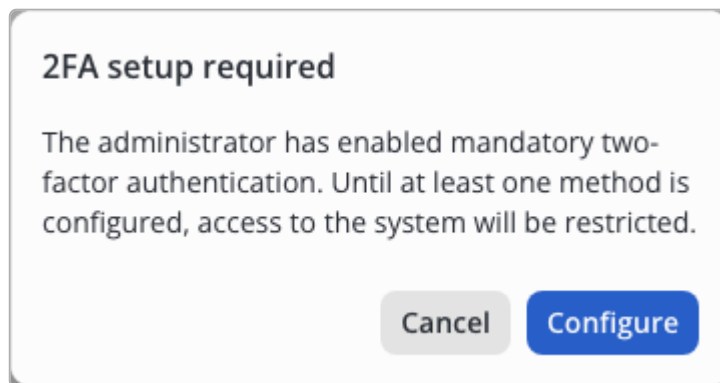 2FA setup required
The administrator has enabled mandatory two-
factor authentication. Until at least one method is
configured, access to the system will be restricted.
Cancel
Configure